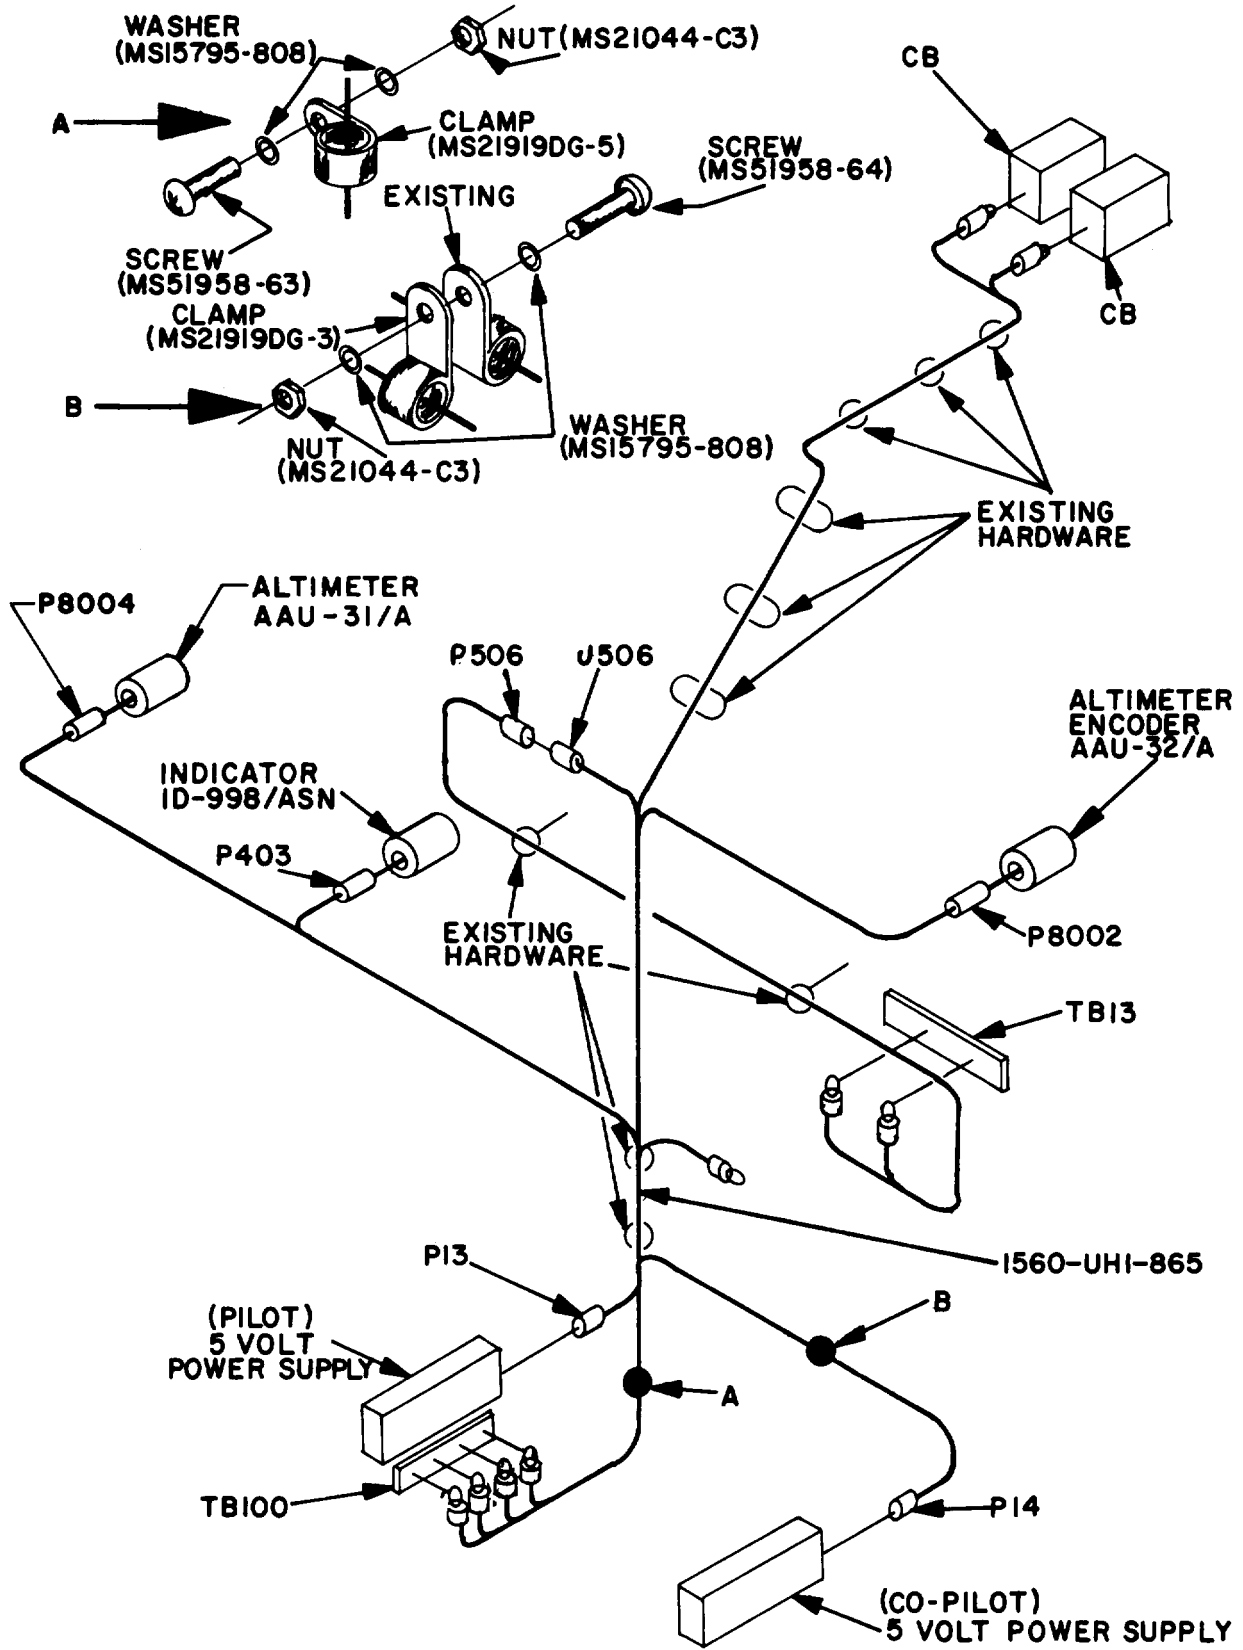 WASHER
(MS15795-808)
NUT(MS21044-C3)
A
CLAMP
(MS21919DG-5)
SCREW
(MS51958-64)
EXISTING
SCREW
(MS51958-63)
CLAMP
(MS21919DG-3)
B
NUT
(MS21044-C3)
WASHER
(MS15795-808)
CB
CB
EXISTING
HARDWARE
P8004
ALTIMETER
AAU-31/A
P506
J506
ALTIMETER
ENCODER
AAU-32/A
INDICATOR
ID-998/ASN
P403
EXISTING
HARDWARE
P8002
TB13
P13
1560-UH1-865
(PILOT)
5 VOLT
POWER SUPPLY
B
A
TB100
P14
(CO-PILOT)
5 VOLT POWER SUPPLY